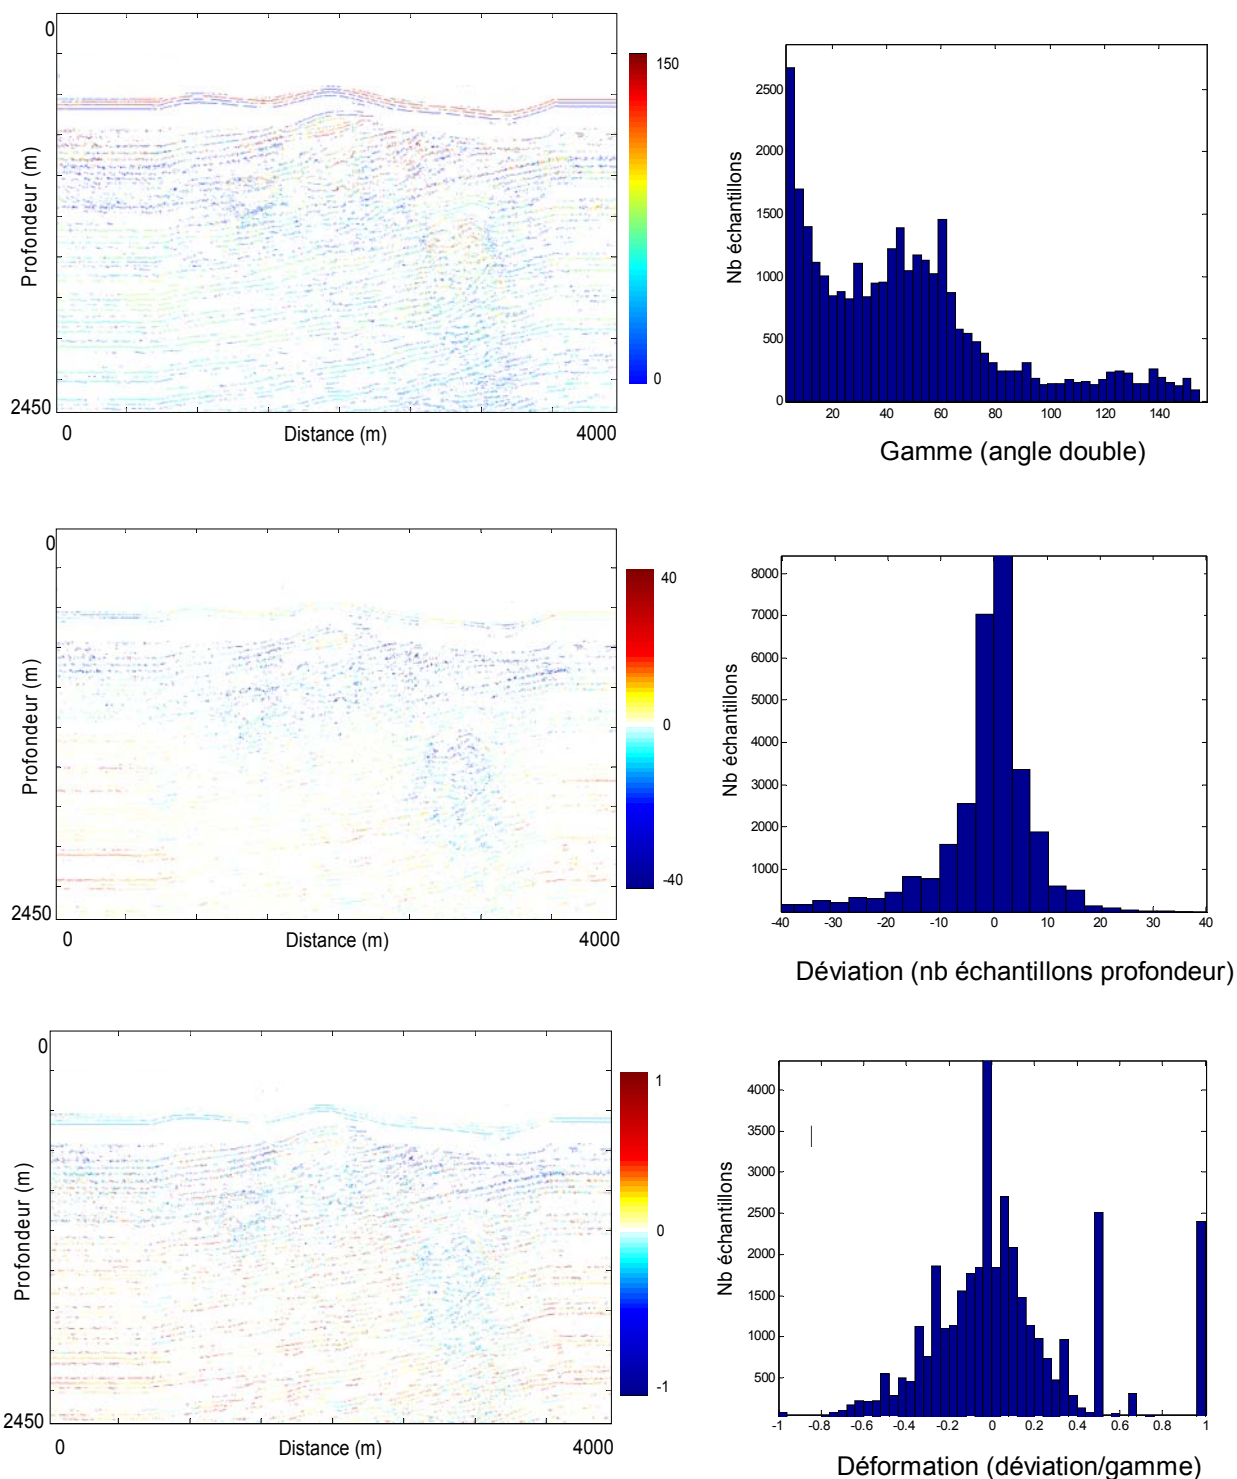 0
Profondeur (m)
2450
0
Distance (m)
4000
150
0
Nb échantillons
2500
2000
1500
1000
500
0
20 40 60 80 100 120 140
Gamme (angle double)
0
Profondeur (m)
2450
0
Distance (m)
4000
40
0
-40
Nb échantillons
8000
7000
6000
5000
4000
3000
2000
1000
-40 -30 -20 -10 0 10 20 30 40
Déviation (nb échantillons profondeur)
0
Profondeur (m)
2450
0
Distance (m)
4000
1
0
-1
Nb échantillons
4000
3500
3000
2500
2000
1500
1000
500
-1 -0.8 -0.6 -0.4 -0.2 0 0.2 0.4 0.6 0.8 1
Déformation (déviation/gamme)